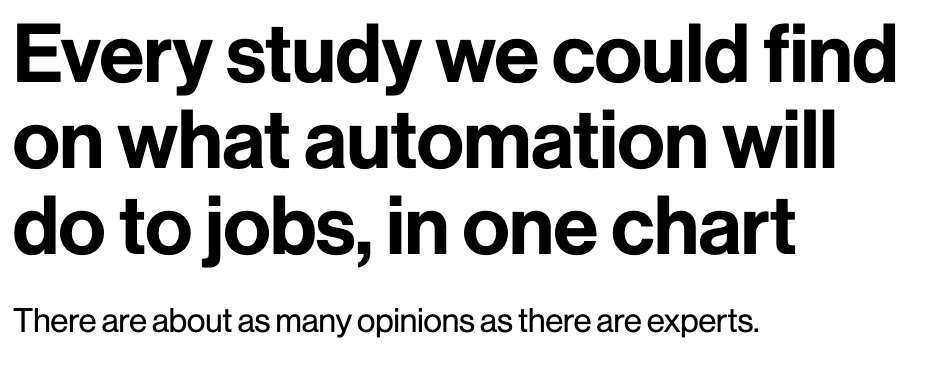 Every study we could find
on what automation will
do to jobs, in one chart
There are about as many opinions as there are experts.